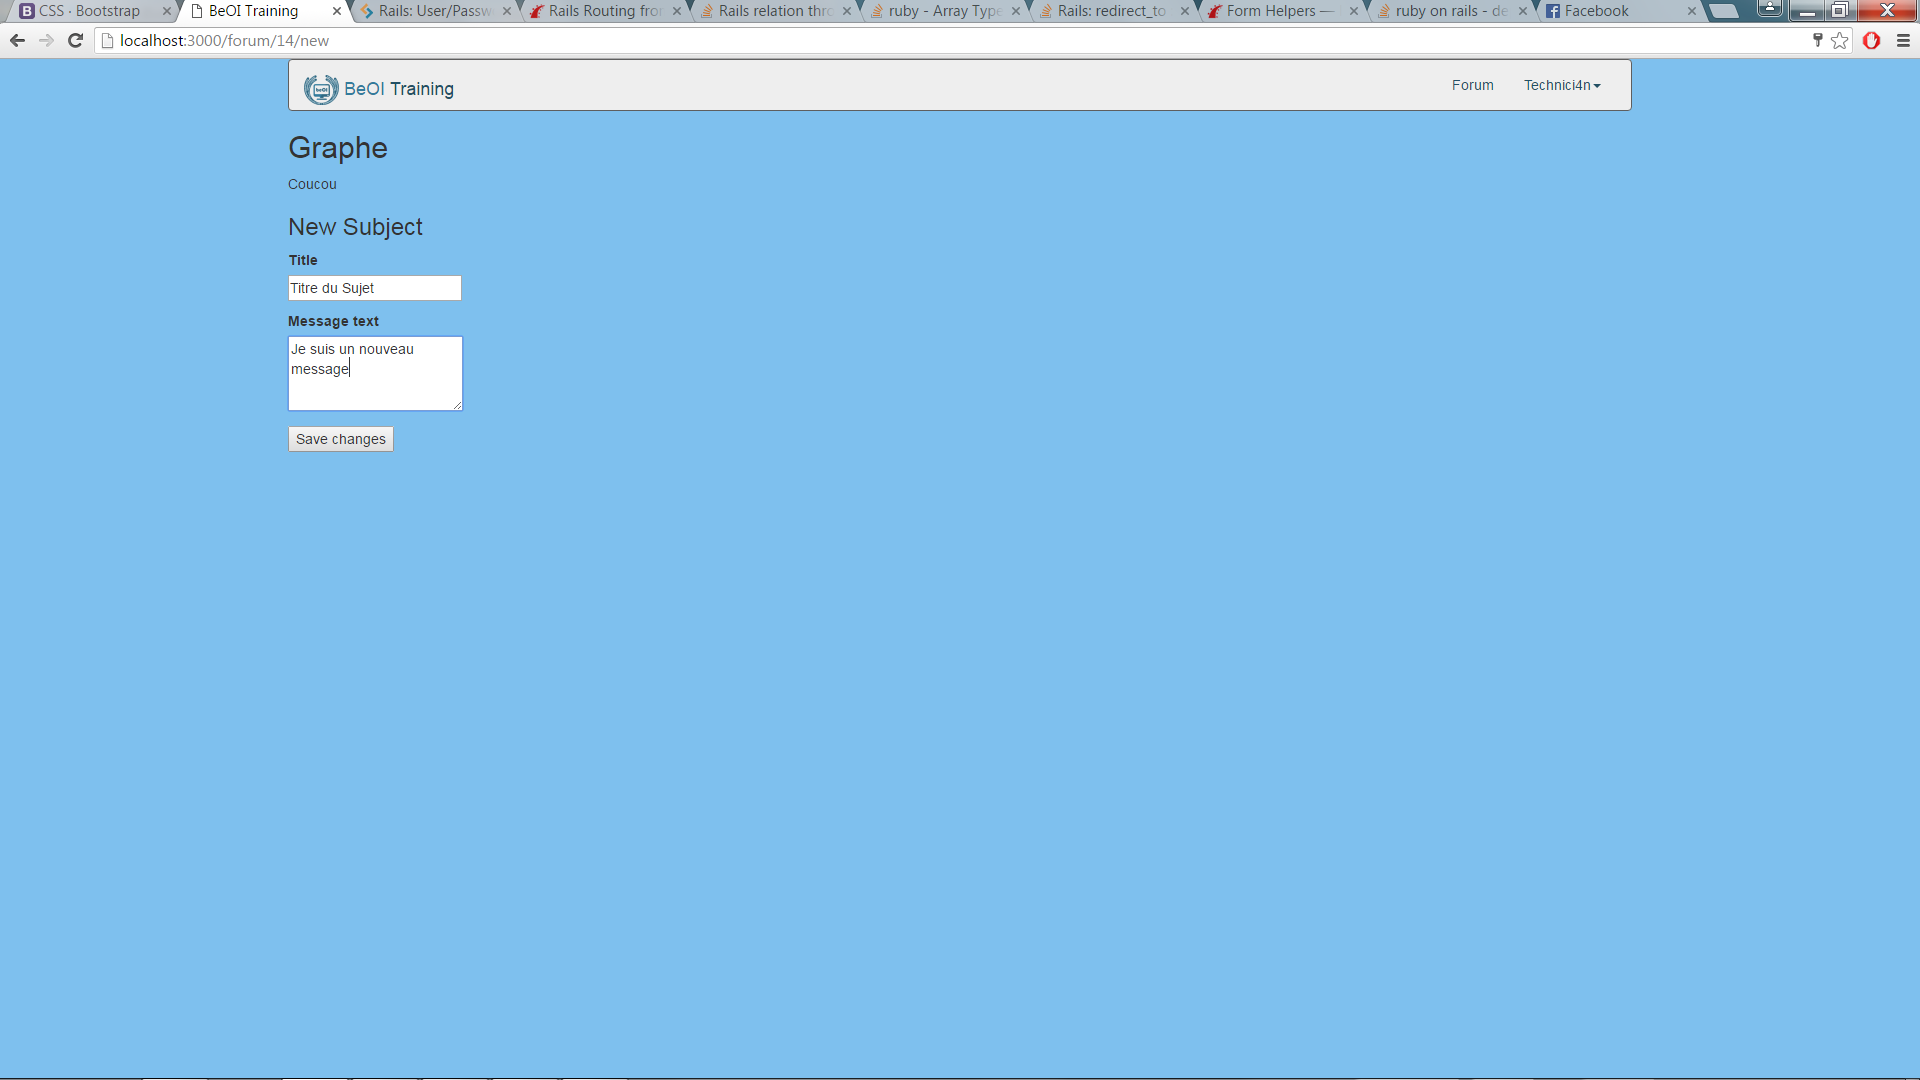 CSS · Bootstrap
BeOI Training
Rails: User/Passw
Rails Routing fro
Rails relation thro
ruby - Array Type
Rails: redirect_to
Form Helpers —
ruby on rails - de
Facebook
localhost:3000/forum/14/new
BeOI Training
Forum
Technici4n
Graphe
Coucou
New Subject
Title
Titre du Sujet
Message text
Je suis un nouveau
message
Save changes